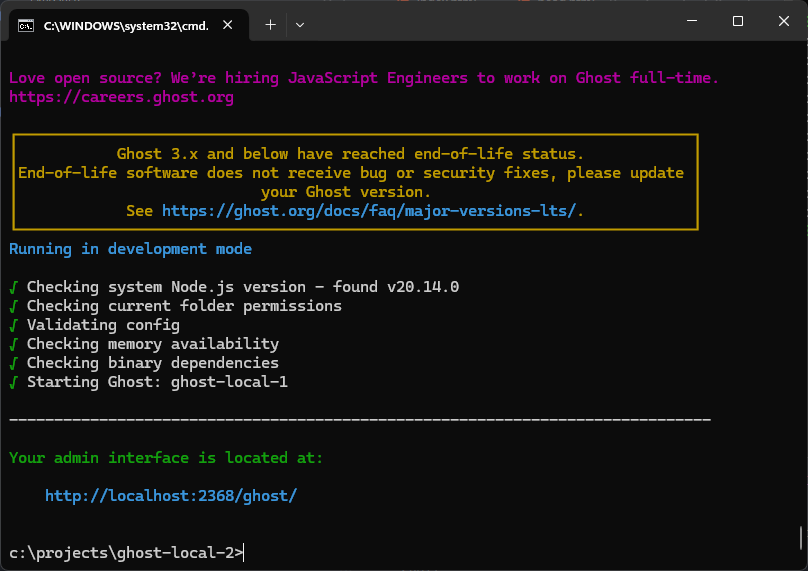 C:\WINDOWS\system32\cmd.
Love open source? We're hiring JavaScript Engineers to work on Ghost full-time.
https://careers.ghost.org
Ghost 3.x and below have reached end-of-life status.
End-of-life software does not receive bug or security fixes, please update
your Ghost version.
See https://ghost.org/docs/faq/major-versions-lts/.
Running in development mode
√ Checking system Node.js version - found v20.14.0
√ Checking current folder permissions
√ Validating config
√ Checking memory availability
√ Checking binary dependencies
√ Starting Ghost: ghost-local-1
------------------------------------------------------------------------------
Your admin interface is located at:
http://localhost:2368/ghost/
c:\projects\ghost-local-2>